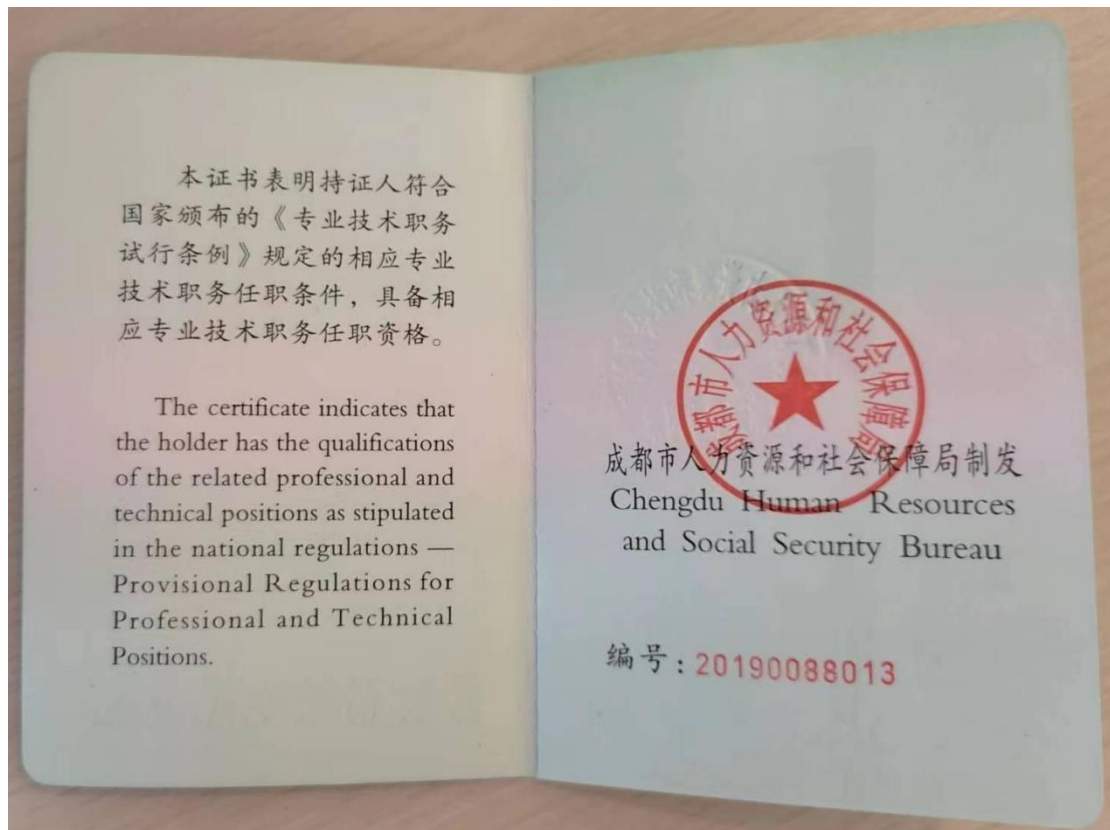 本证书表明持证人符合
国家颁布的《专业技术职务
试行条例》规定的相应专业
技术职务任职条件，具备相
应专业技术职务任职资格。
The certificate indicates that
the holder has the qualifications
of the related professional and
technical positions as stipulated
in the national regulations —
Provisional Regulations for
Professional and Technical
Positions.
成都市人力资源和社会保障局
成都市人力资源和社会保障局制发
Chengdu Human Resources
and Social Security Bureau
编号:20190088013